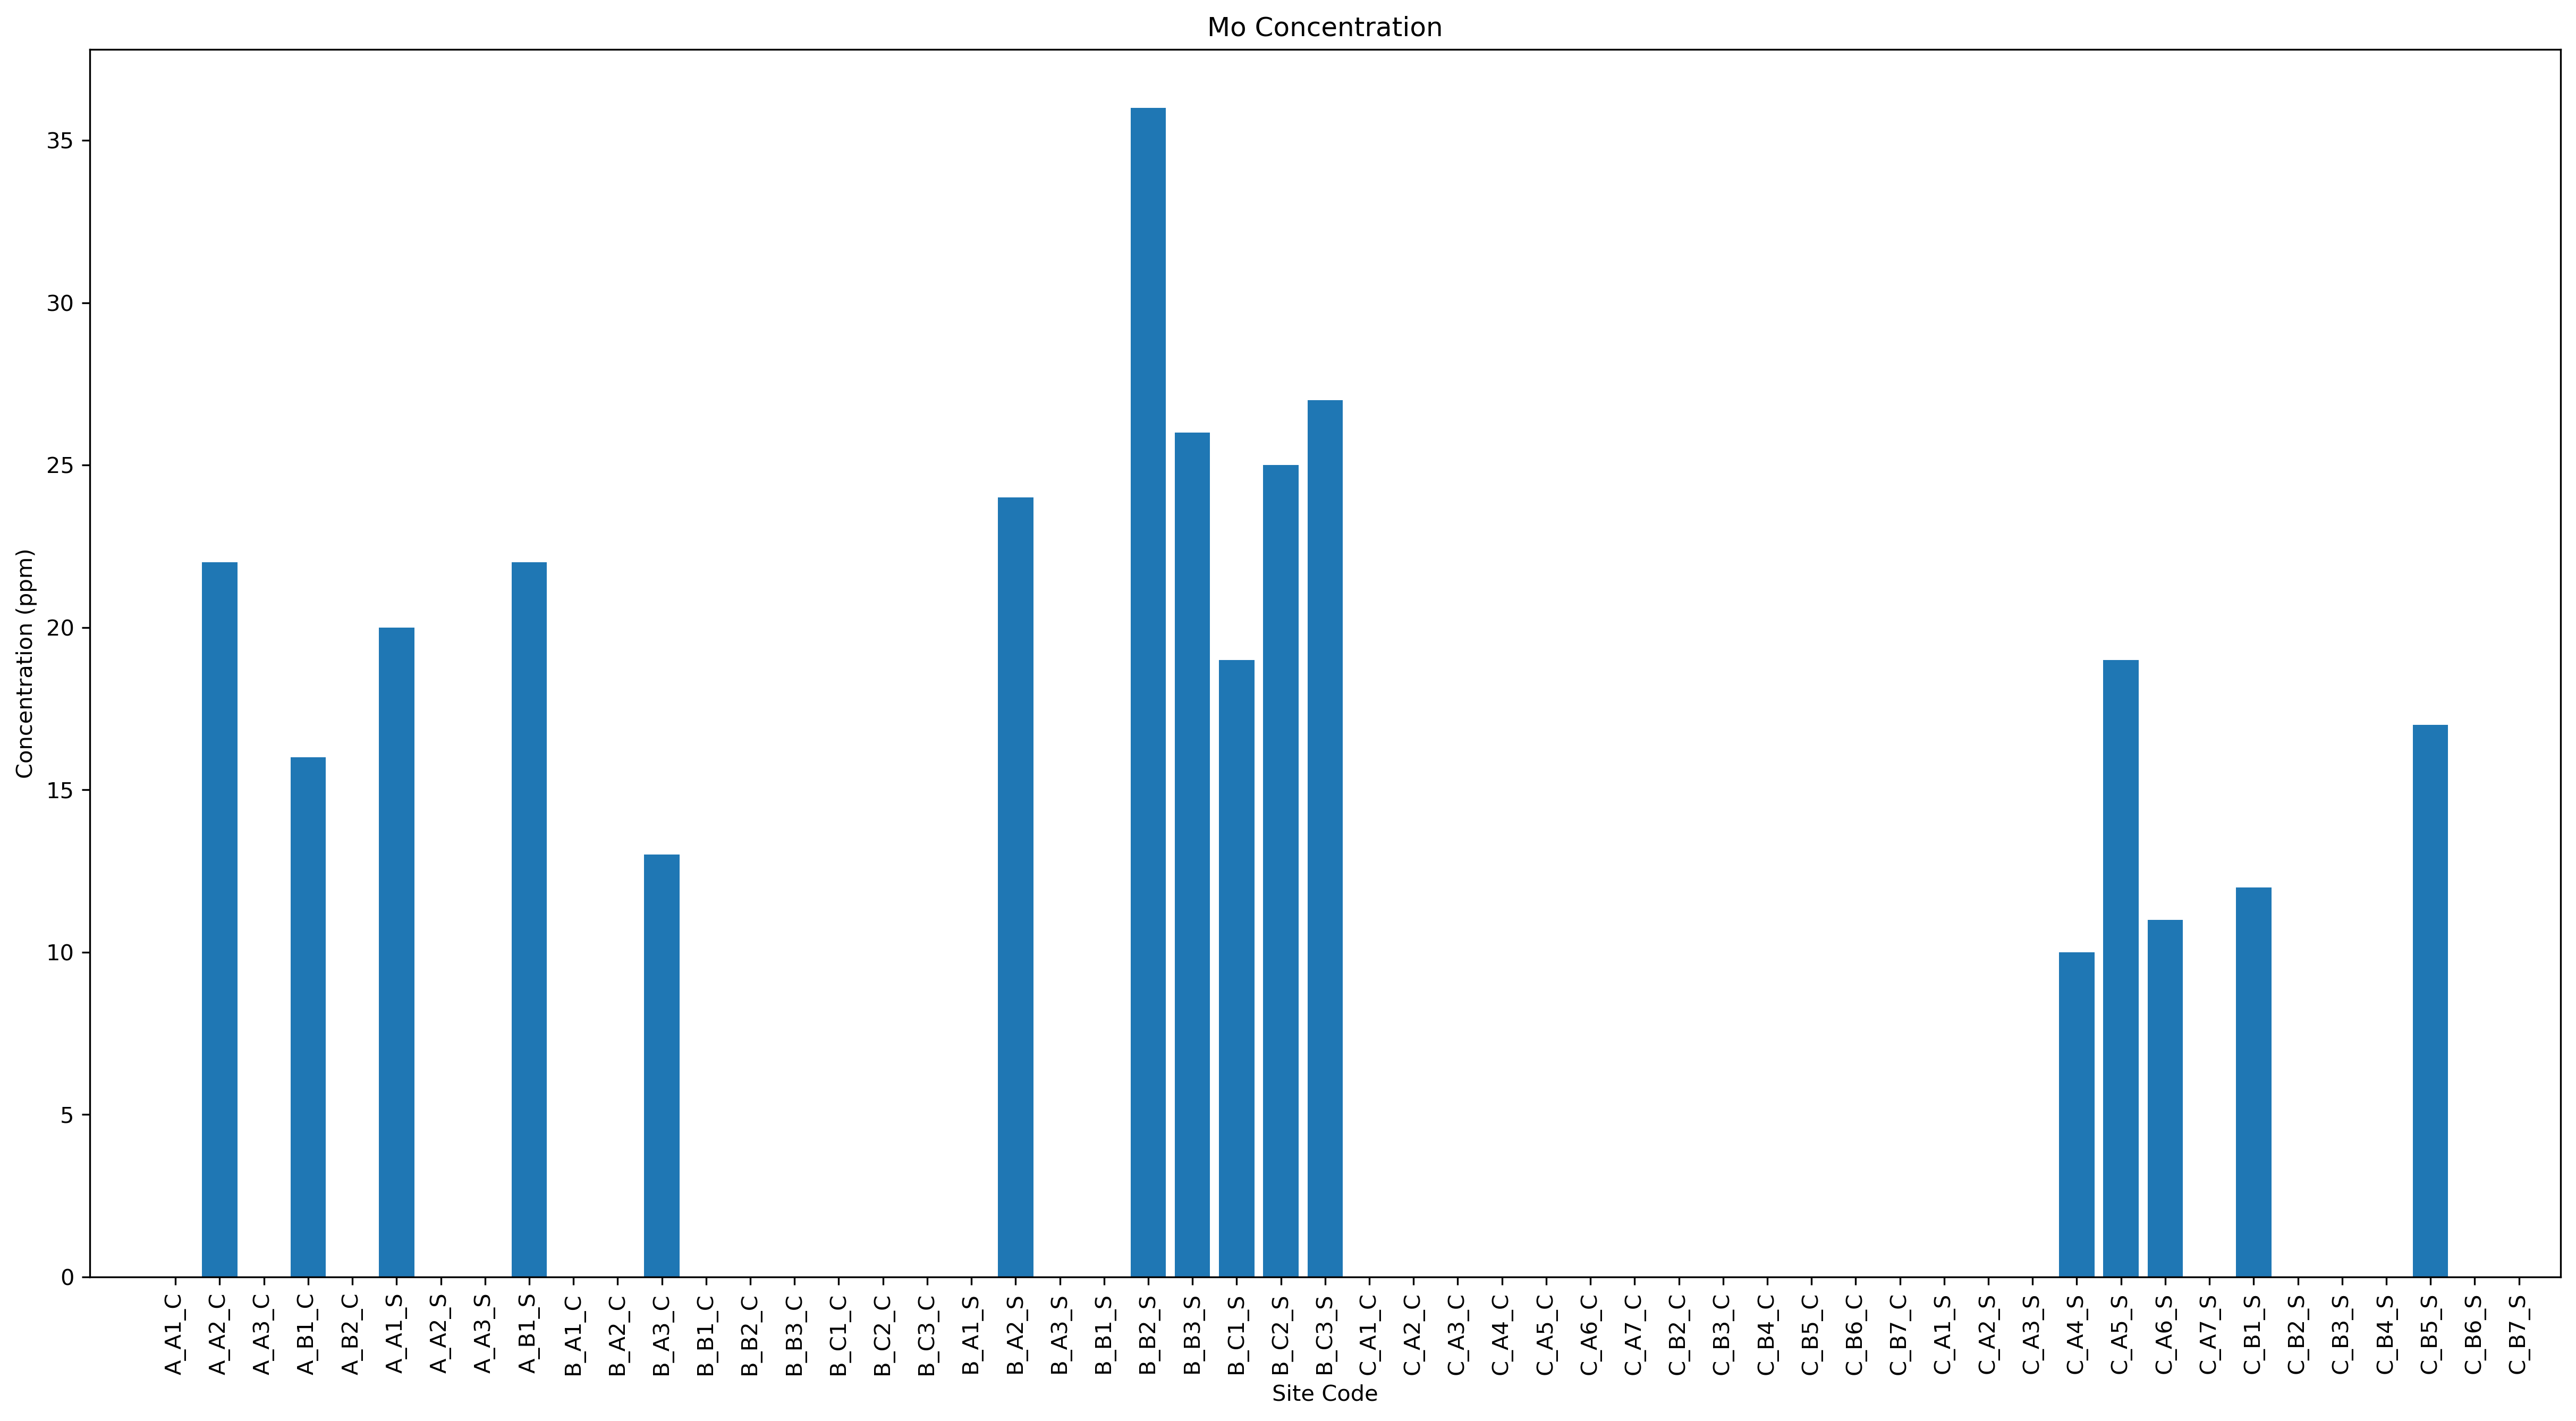 Mo Concentration
Concentration (ppm)
35
30
25
20
15
10
5
0
A_A1_C
A_A2_C
A_A3_C
A_B1_C
A_B2_C
A_A1_S
A_A2_S
A_A3_S
A_B1_S
B_A1_C
B_A2_C
B_A3_C
B_B1_C
B_B2_C
B_B3_C
B_C1_C
B_C2_C
B_C3_C
B_A1_S
B_A2_S
B_A3_S
B_B1_S
B_B2_S
B_B3_S
B_C1_S
B_C2_S
B_C3_S
C_A1_C
C_A2_C
C_A3_C
C_A4_C
C_A5_C
C_A6_C
C_A7_C
C_B2_C
C_B3_C
C_B4_C
C_B5_C
C_B6_C
C_B7_C
C_A1_S
C_A2_S
C_A3_S
C_A4_S
C_A5_S
C_A6_S
C_A7_S
C_B1_S
C_B2_S
C_B3_S
C_B4_S
C_B5_S
C_B6_S
C_B7_S
Site Code